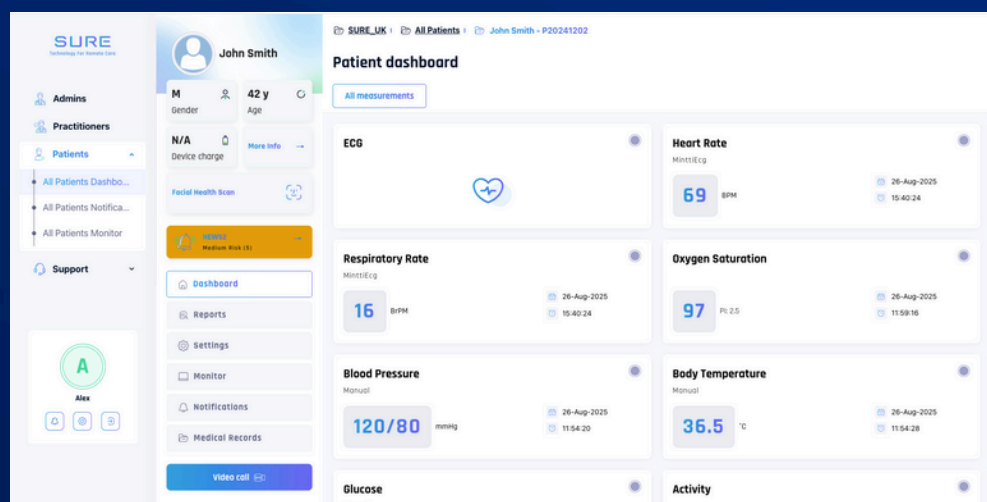 SURE
Technology For Remote Care
Admins
Practitioners
Patients
All Patients Dashbo...
All Patients Notifica...
All Patients Monitor
Support
A
Alex
John Smith
M
Gender
42 y
Age
N/A
Device charge
More Info →
Facial Health Scan
NEWS2
Medium Risk (5)
Dashboard
Reports
Settings
Monitor
Notifications
Medical Records
Video call
SURE_UK All Patients John Smith - P20241202
Patient dashboard
All measurements
ECG
Heart Rate
MinttiEcg
69 BPM
26-Aug-2025
15:40:24
Respiratory Rate
MinttiEcg
16 BrPM
26-Aug-2025
15:40:24
Oxygen Saturation
97 PI: 2.5
26-Aug-2025
11:59:16
Blood Pressure
Manual
120/80 mmHg
26-Aug-2025
11:54:20
Body Temperature
Manual
36.5 °C
26-Aug-2025
11:54:28
Glucose
Activity